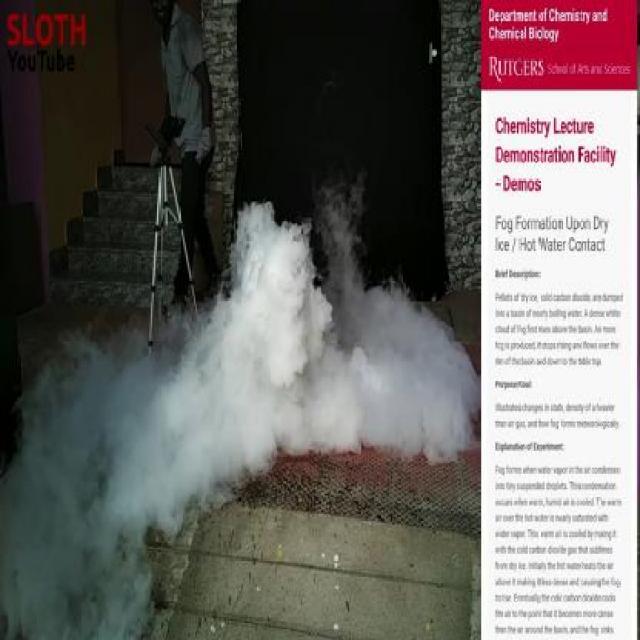 SLOTH
YouTube
Department of Chemistry and
Chemical Biology
RUTGERS School of Arts and Sciences
Chemistry Lecture
Demonstration Facility
- Demos
Fog Formation Upon Dry
Ice / Hot Water Contact
Brief Description:
Pellets of dry ice, solid carbon dioxide, are dumped
into a basin of nearly boiling water. A dense white
cloud of fog first rises above the basin. As more
fog is produced, it stops rising and flows over the
rim of the basin and down to the table top.
Purpose/Goal:
Illustrates changes in state, density of a heavier
than air gas, and how fog forms meteorologically.
Explanation of Experiment:
Fog forms when water vapor in the air condenses
into tiny suspended droplets. This condensation
occurs when warm, humid air is cooled. The warm
air over the hot water is nearly saturated with
water vapor. This warm air is cooled by mixing it
with the cold carbon dioxide gas that sublimes
from dry ice. Initially the hot water heats the air
above it making it less dense and causing the fog
to rise. Eventually the cold carbon dioxide cools
the air to the point that it becomes more dense
than the air around the basin, and the fog sinks